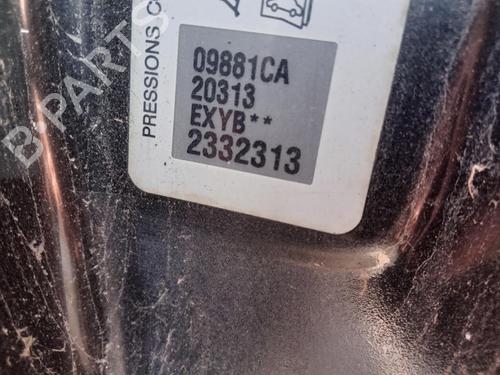 PRESSIONS C
09881CA
20313
EXYB**
2332313
B-PARTS